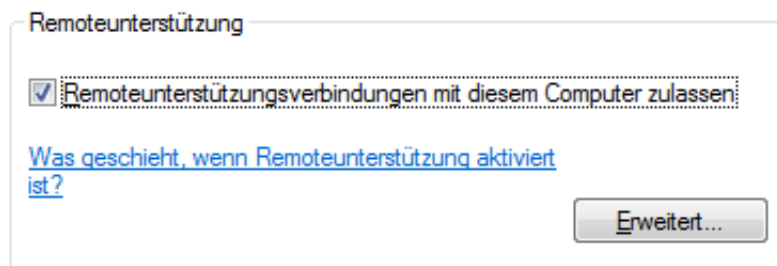 Remoteunterstützung
Remoteunterstützungsverbindungen mit diesem Computer zulassen
Was geschieht, wenn Remoteunterstützung aktiviert
ist?
Erweitert...